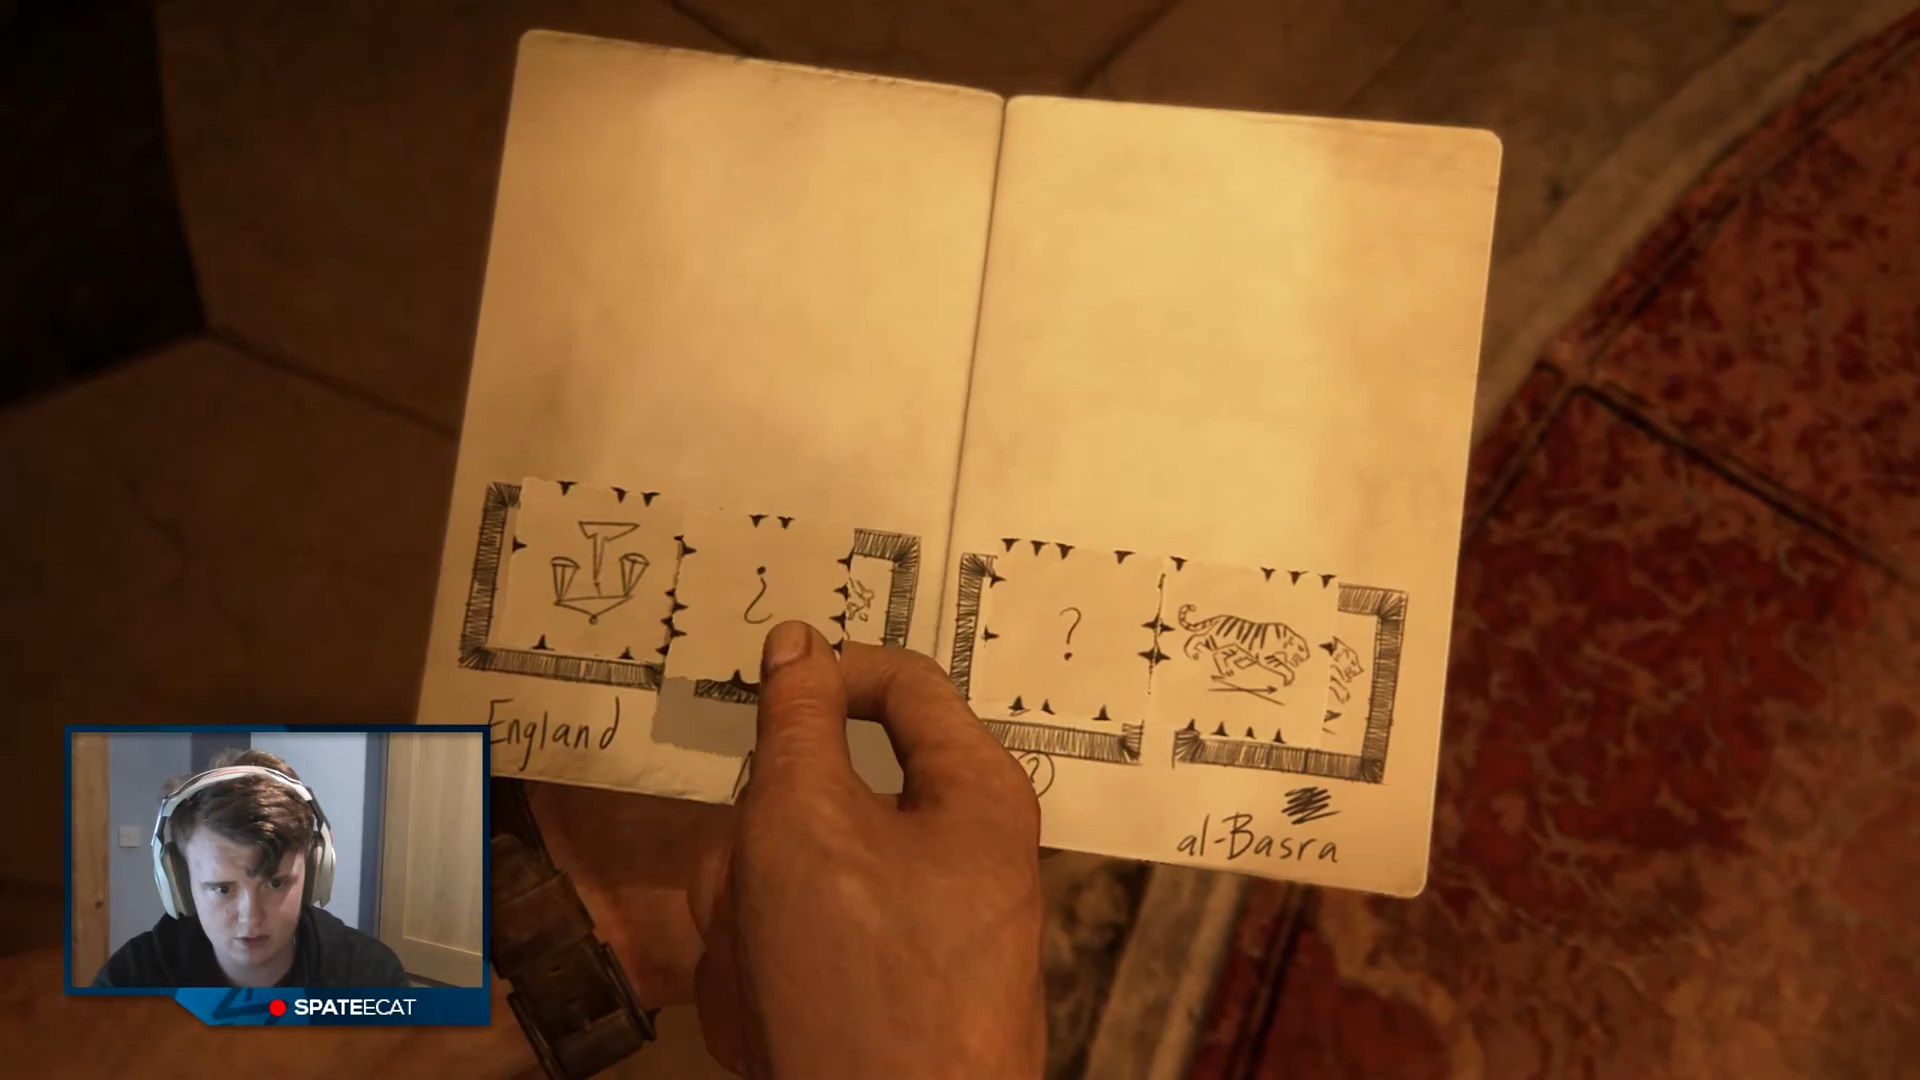 ¿
?
England
?
al-Basra
SPATEECAT